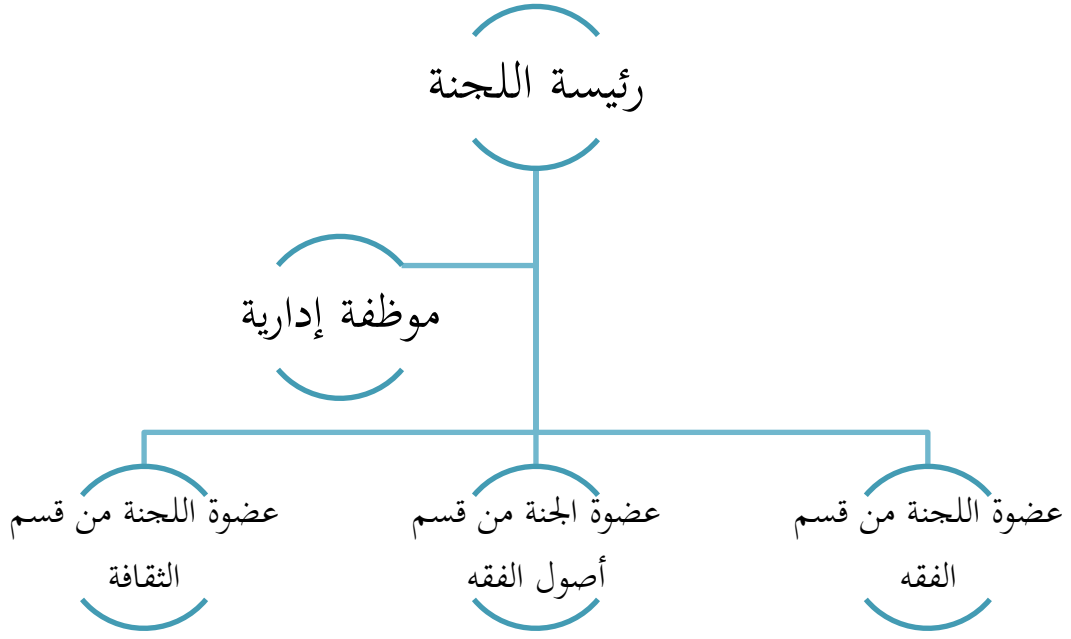 رئيسة اللجنة
موظفة إدارية
عضوة اللجنة من قسم
الفقه
عضوة الجنة من قسم
أصول الفقه
عضوة اللجنة من قسم
الثقافة